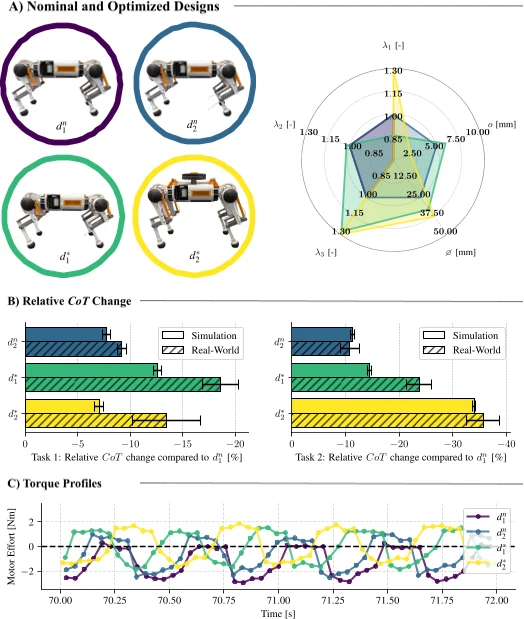 A) Nominal and Optimized Designs
d₁ⁿ
d₂ⁿ
d₁*
d₂*
λ₁ [-]
1.30
1.15
1.00
0.85
λ₂ [-]
1.30
1.15
1.00
0.85
o [mm]
10.00
7.50
5.00
2.50
0.85
1.00
1.15
1.30
λ₃ [-]
12.50
25.00
37.50
50.00
⌀ [mm]
B) Relative CoT Change
d₂ⁿ
d₁*
d₂*
Simulation
Real-World
0 −5 −10 −15 −20
Task 1: Relative CoT change compared to d₁ⁿ [%]
d₂ⁿ
d₁*
d₂*
Simulation
Real-World
0 −10 −20 −30 −40
Task 2: Relative CoT change compared to d₁ⁿ [%]
C) Torque Profiles
Motor Effort [Nm]
2
0
−2
d₁ⁿ
d₂ⁿ
d₁*
d₂*
70.00 70.25 70.50 70.75 71.00 71.25 71.50 71.75 72.00
Time [s]